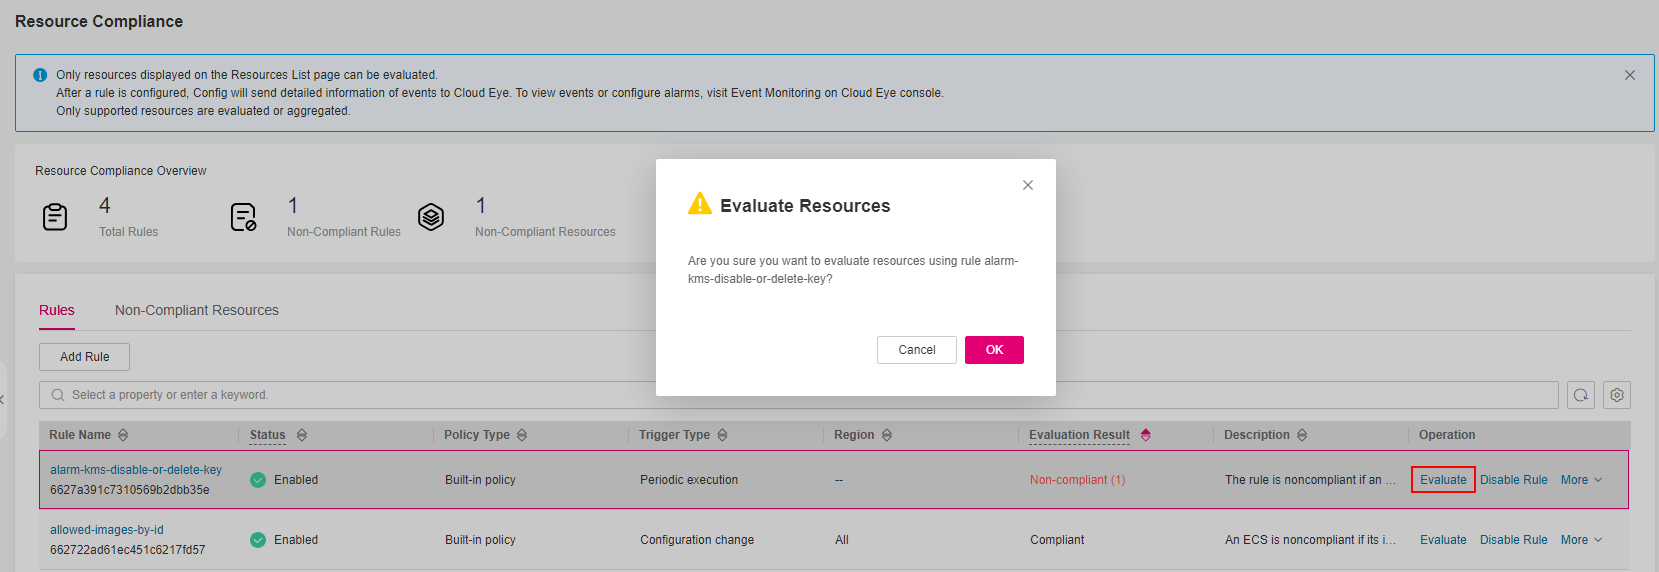 Resource Compliance
Only resources displayed on the Resources List page can be evaluated.
After a rule is configured, Config will send detailed information of events to Cloud Eye. To view events or configure alarms, visit Event Monitoring on Cloud Eye console.
Only supported resources are evaluated or aggregated.
Resource Compliance Overview
4
Total Rules
1
Non-Compliant Rules
1
Non-Compliant Resources
Evaluate Resources
Are you sure you want to evaluate resources using rule alarm-
kms-disable-or-delete-key?
Cancel OK
Rules Non-Compliant Resources
Add Rule
Select a property or enter a keyword.
Rule Name Status Policy Type Trigger Type Region Evaluation Result Description Operation
alarm-kms-disable-or-delete-key
6627a391c7310569b2dbb35e
Enabled Built-in policy Periodic execution -- Non-compliant (1) The rule is noncompliant if an ... Evaluate Disable Rule More
allowed-images-by-id
662722ad61ec451c6217fd57
Enabled Built-in policy Configuration change All Compliant An ECS is noncompliant if its i... Evaluate Disable Rule More